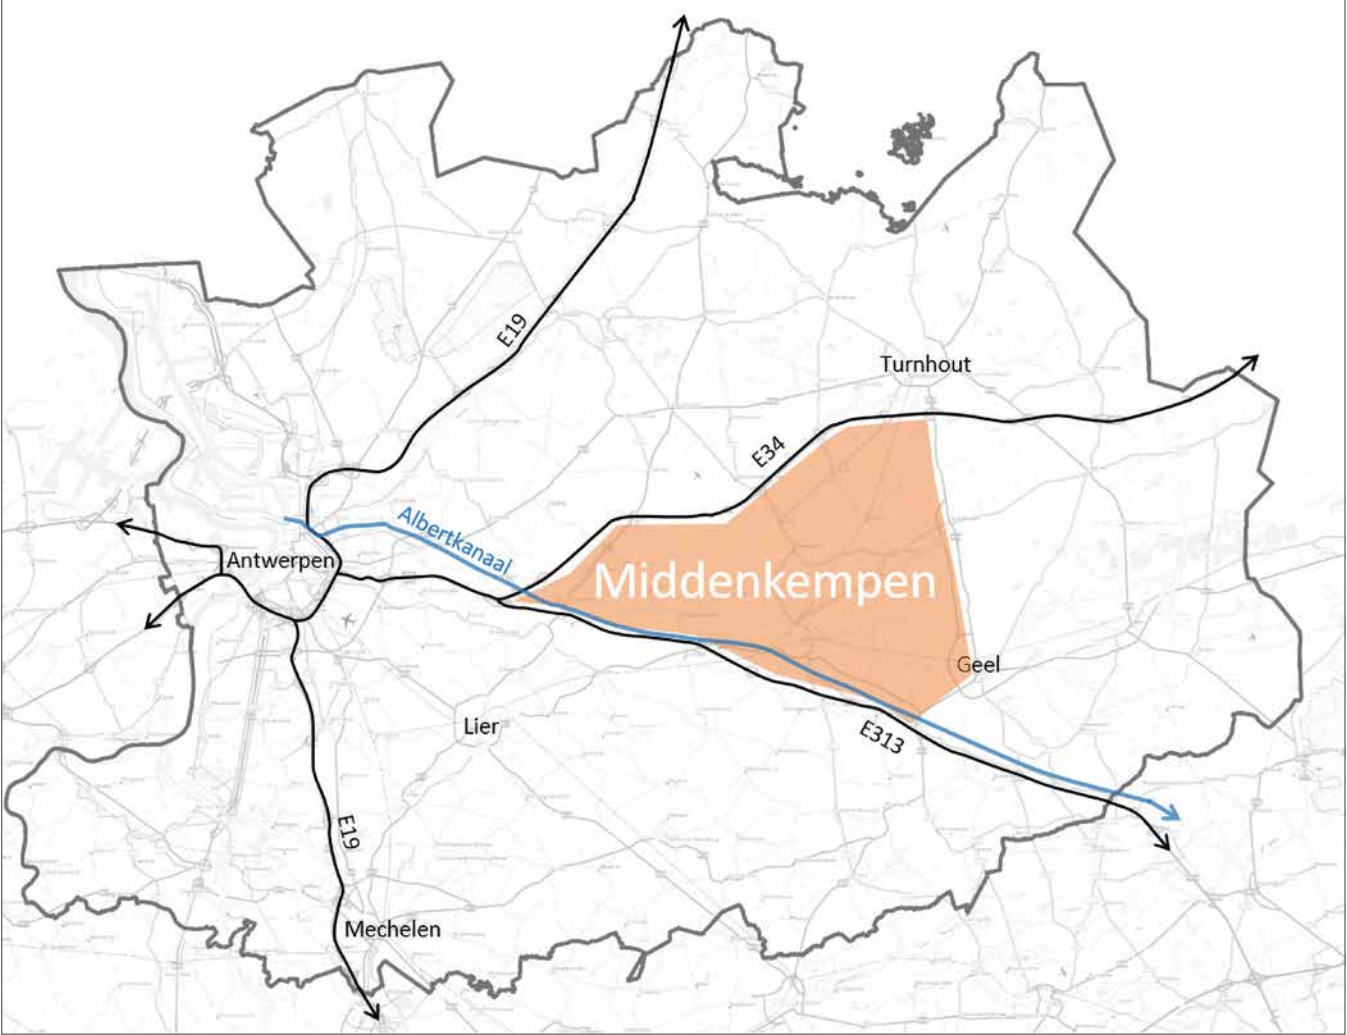 E19
Turnhout
E34
Albertkanaal
Antwerpen
Middenkempen
Geel
Lier
E313
E19
Mechelen